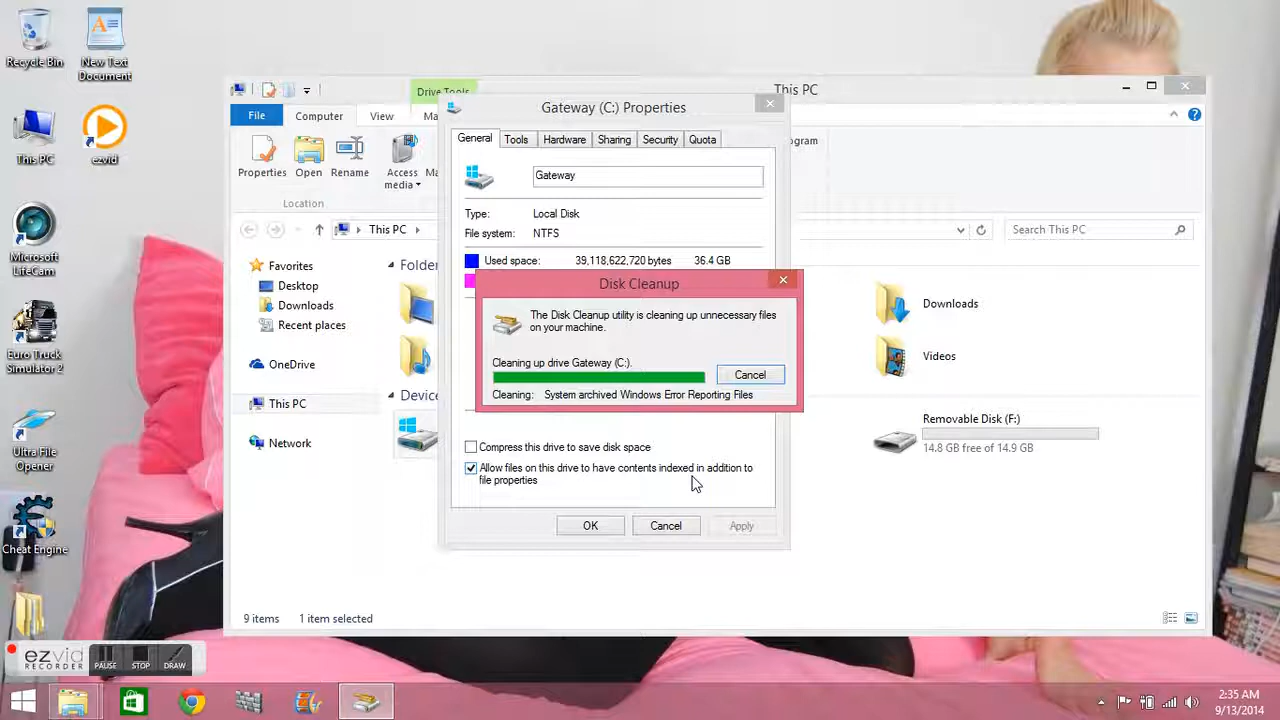 Recycle Bin
New Text
Document
This PC
ezvid
Microsoft
LifeCam
Euro Truck
Simulator 2
Ultra File
Opener
Cheat Engine
Drive Tools
This PC
File
Computer
View
Properties
Open
Rename
Access
media
Location
This PC
Search This PC
Favorites
Desktop
Downloads
Recent places
OneDrive
This PC
Network
Downloads
Videos
Removable Disk (F:)
14.8 GB free of 14.9 GB
9 items 1 item selected
Gateway (C:) Properties
General Tools Hardware Sharing Security Quota
Gateway
Type: Local Disk
File system: NTFS
Used space: 39,118,622,720 bytes 36.4 GB
Disk Cleanup
The Disk Cleanup utility is cleaning up unnecessary files
on your machine.
Cleaning up drive Gateway (C:).
Cancel
Cleaning: System archived Windows Error Reporting Files
Compress this drive to save disk space
Allow files on this drive to have contents indexed in addition to
file properties
OK Cancel Apply
ezvid
RECORDER
PAUSE STOP DRAW
2:35 AM
9/13/2014